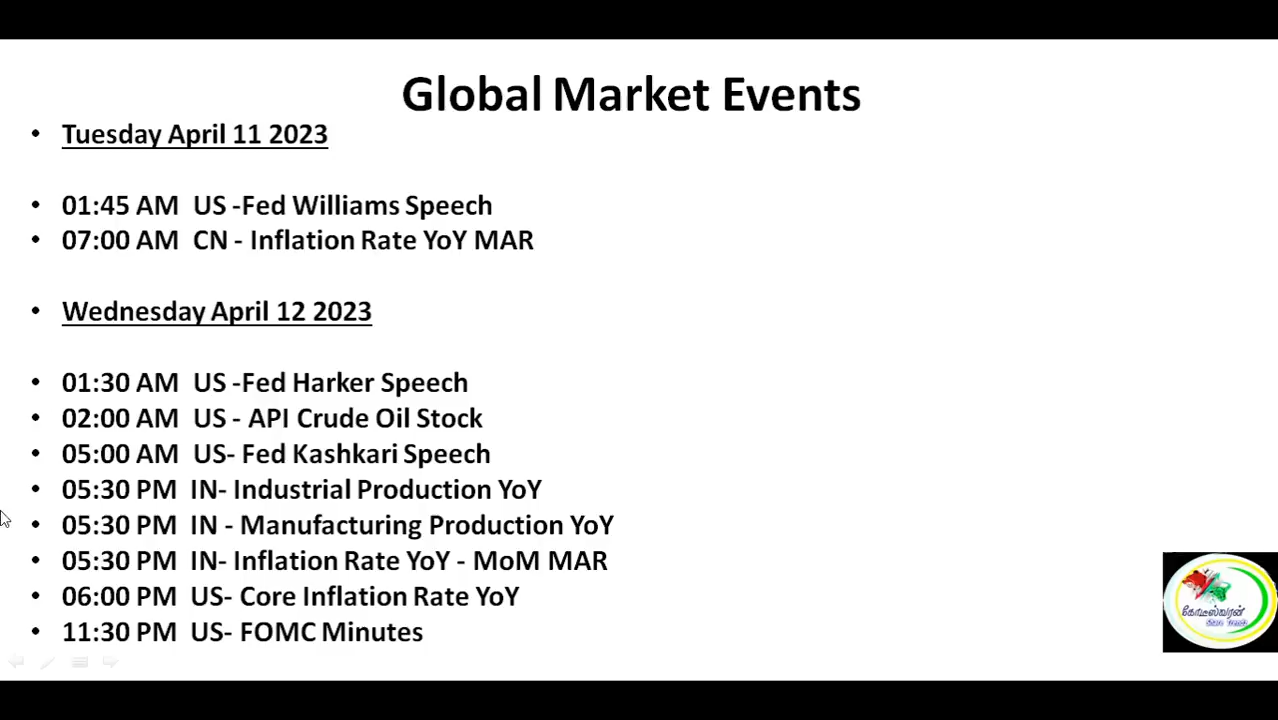 Global Market Events
• Tuesday April 11 2023
• 01:45 AM US -Fed Williams Speech
• 07:00 AM CN - Inflation Rate YoY MAR
• Wednesday April 12 2023
• 01:30 AM US -Fed Harker Speech
• 02:00 AM US - API Crude Oil Stock
• 05:00 AM US- Fed Kashkari Speech
• 05:30 PM IN- Industrial Production YoY
• 05:30 PM IN - Manufacturing Production YoY
• 05:30 PM IN- Inflation Rate YoY - MoM MAR
• 06:00 PM US- Core Inflation Rate YoY
• 11:30 PM US- FOMC Minutes
கோடீஸ்வரன்